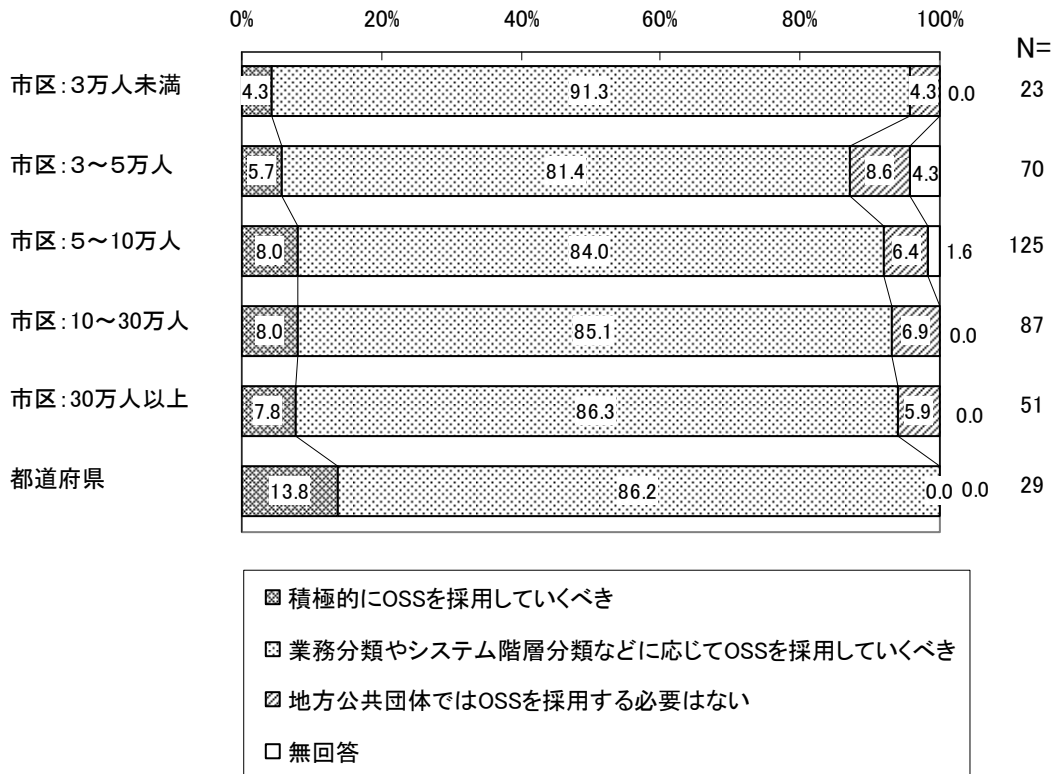 0% 20% 40% 60% 80% 100%
N=
市区：３万人未満 4.3 91.3 4.3 0.0 23
市区：３～５万人 5.7 81.4 8.6 4.3 70
市区：５～10万人 8.0 84.0 6.4 1.6 125
市区：10～30万人 8.0 85.1 6.9 0.0 87
市区：30万人以上 7.8 86.3 5.9 0.0 51
都道府県 13.8 86.2 0.0 0.0 29
積極的にOSSを採用していくべき
業務分類やシステム階層分類などに応じてOSSを採用していくべき
地方公共団体ではOSSを採用する必要はない
無回答